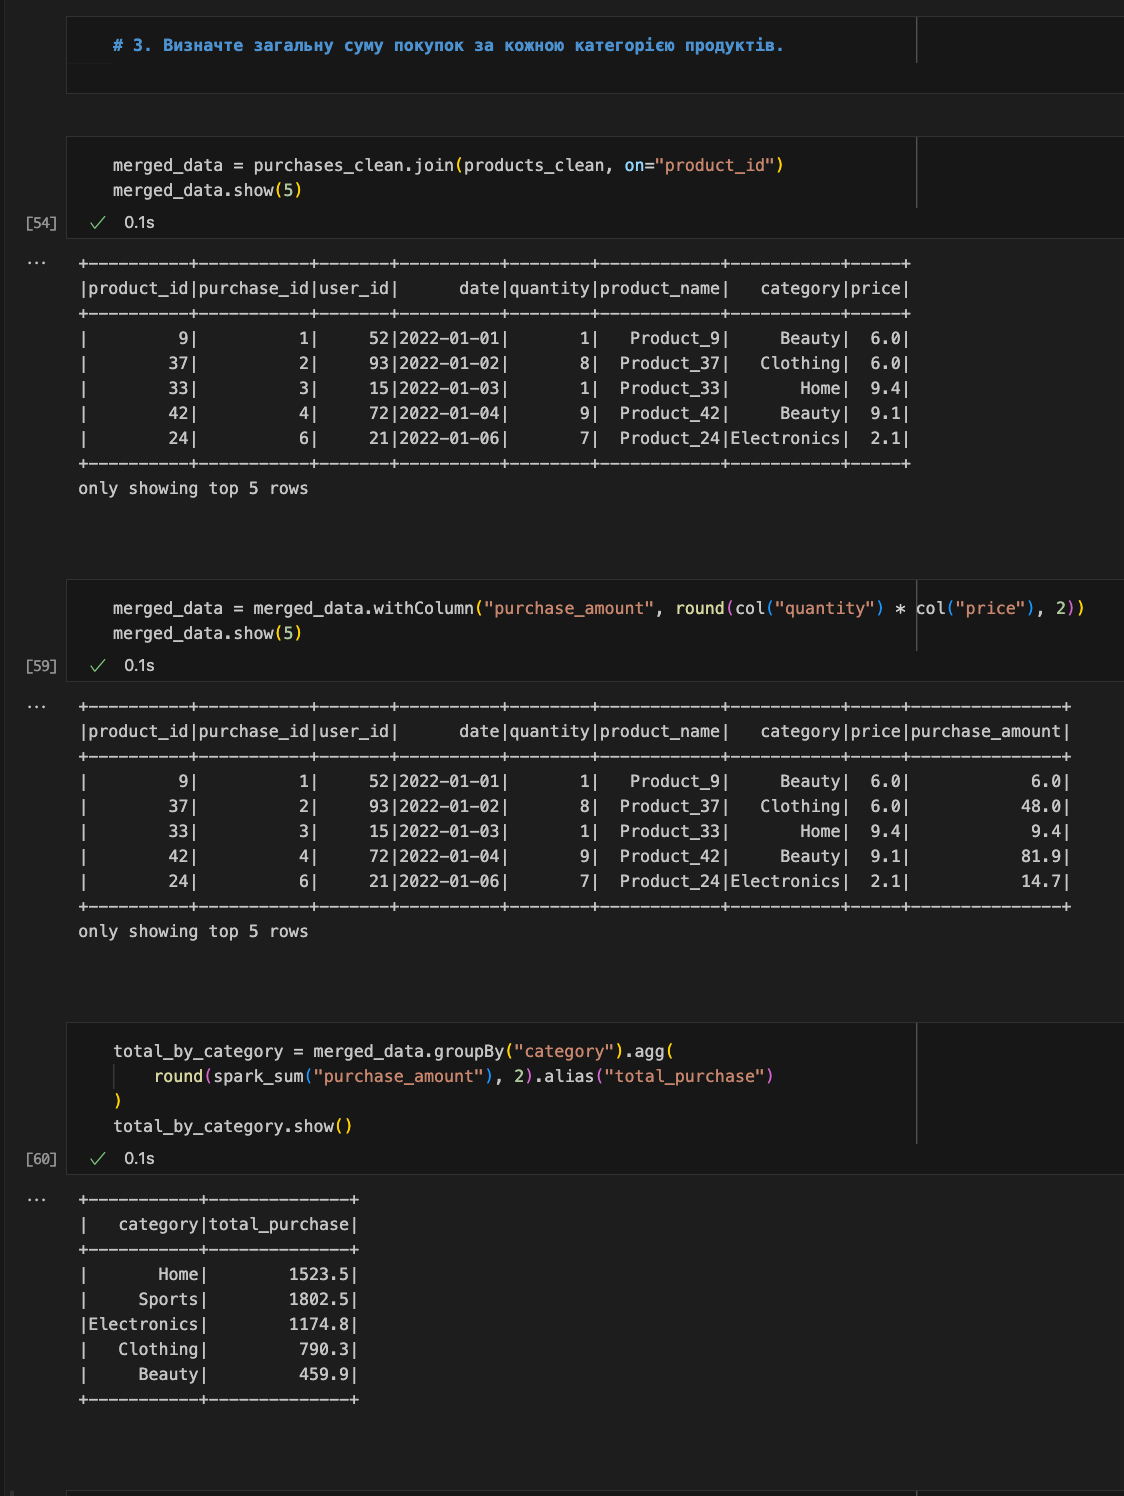 # 3. Визначте загальну суму покупок за кожною категорією продуктів.
merged_data = purchases_clean.join(products_clean, on="product_id")
merged_data.show(5)
[54] ✓ 0.1s
... +----------+-----------+-------+----------+--------+------------+-----------+-----+
|product_id|purchase_id|user_id|      date|quantity|product_name|   category|price|
+----------+-----------+-------+----------+--------+------------+-----------+-----+
|         9|          1|     52|2022-01-01|       1|   Product_9|     Beauty|  6.0|
|        37|          2|     93|2022-01-02|       8|  Product_37|   Clothing|  6.0|
|        33|          3|     15|2022-01-03|       1|  Product_33|       Home|  9.4|
|        42|          4|     72|2022-01-04|       9|  Product_42|     Beauty|  9.1|
|        24|          6|     21|2022-01-06|       7|  Product_24|Electronics|  2.1|
+----------+-----------+-------+----------+--------+------------+-----------+-----+
only showing top 5 rows
merged_data = merged_data.withColumn("purchase_amount", round(col("quantity") * col("price"), 2))
merged_data.show(5)
[59] ✓ 0.1s
... +----------+-----------+-------+----------+--------+------------+-----------+-----+---------------+
|product_id|purchase_id|user_id|      date|quantity|product_name|   category|price|purchase_amount|
+----------+-----------+-------+----------+--------+------------+-----------+-----+---------------+
|         9|          1|     52|2022-01-01|       1|   Product_9|     Beauty|  6.0|            6.0|
|        37|          2|     93|2022-01-02|       8|  Product_37|   Clothing|  6.0|           48.0|
|        33|          3|     15|2022-01-03|       1|  Product_33|       Home|  9.4|            9.4|
|        42|          4|     72|2022-01-04|       9|  Product_42|     Beauty|  9.1|           81.9|
|        24|          6|     21|2022-01-06|       7|  Product_24|Electronics|  2.1|           14.7|
+----------+-----------+-------+----------+--------+------------+-----------+-----+---------------+
only showing top 5 rows
total_by_category = merged_data.groupBy("category").agg(
    round(spark_sum("purchase_amount"), 2).alias("total_purchase")
)
total_by_category.show()
[60] ✓ 0.1s
... +-----------+--------------+
|   category|total_purchase|
+-----------+--------------+
|       Home|        1523.5|
|     Sports|        1802.5|
|Electronics|        1174.8|
|   Clothing|         790.3|
|     Beauty|         459.9|
+-----------+--------------+